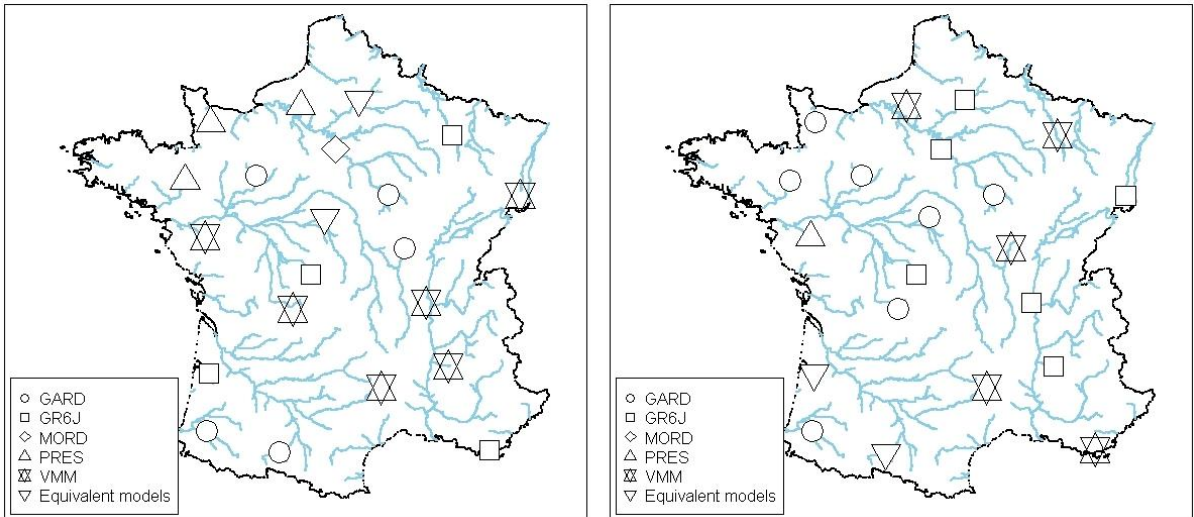 GARD
GR6J
MORD
PRES
VMM
Equivalent models
GARD
GR6J
MORD
PRES
VMM
Equivalent models